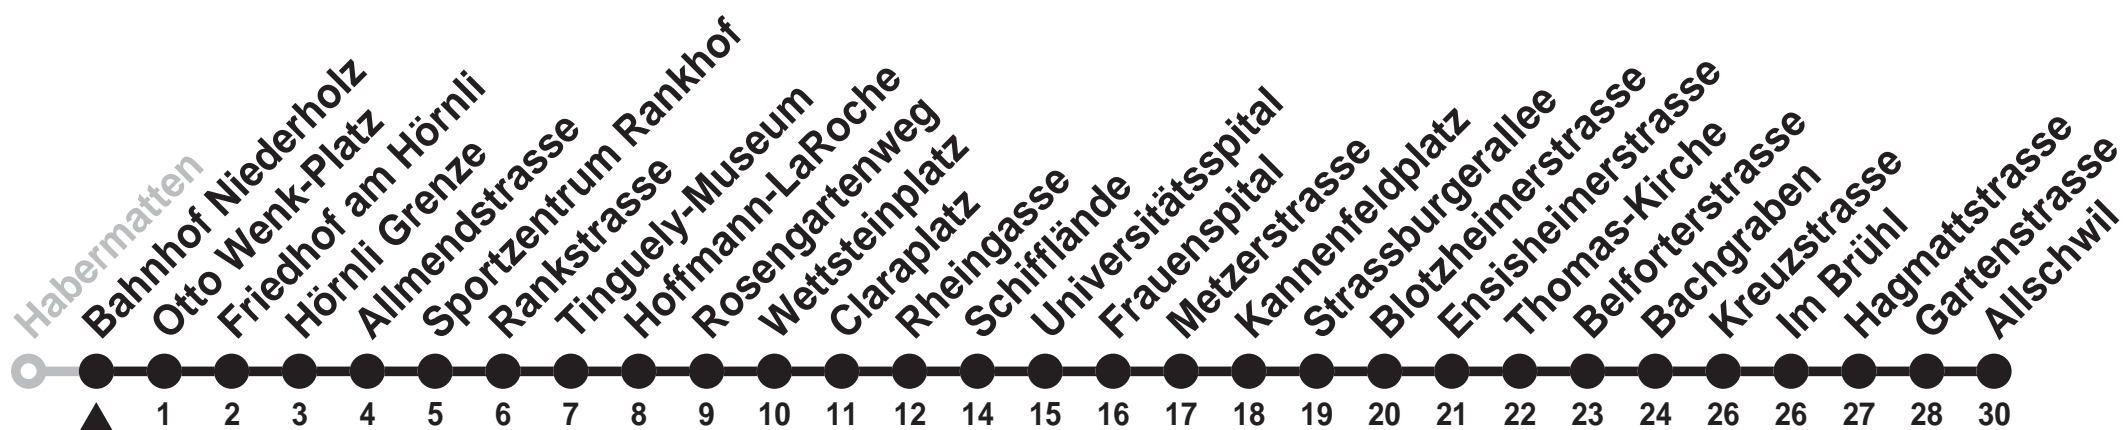 Habermatten
Bahnhof Niederholz
Otto Wenk-Platz
Friedhof am Hörnli
Hörnli Grenze
Allmendstrasse
Sportzentrum Rankhof
Rankstrasse
Tinguely-Museum
Hoffmann-LaRoche
Rosengartenweg
Wettsteinplatz
Claraplatz
Rheingasse
Schifflände
Universitätsspital
Frauenspital
Metzerstrasse
Kannenfeldplatz
Strassburgerallee
Blotzheimerstrasse
Ensisheimerstrasse
Thomas-Kirche
Belforterstrasse
Bachgraben
Kreuzstrasse
Im Brühl
Hagmattstrasse
Gartenstrasse
Allschwil
1 2 3 4 5 6 7 8 9 10 11 12 14 15 16 17 18 19 20 21 22 23 24 26 26 27 28 30